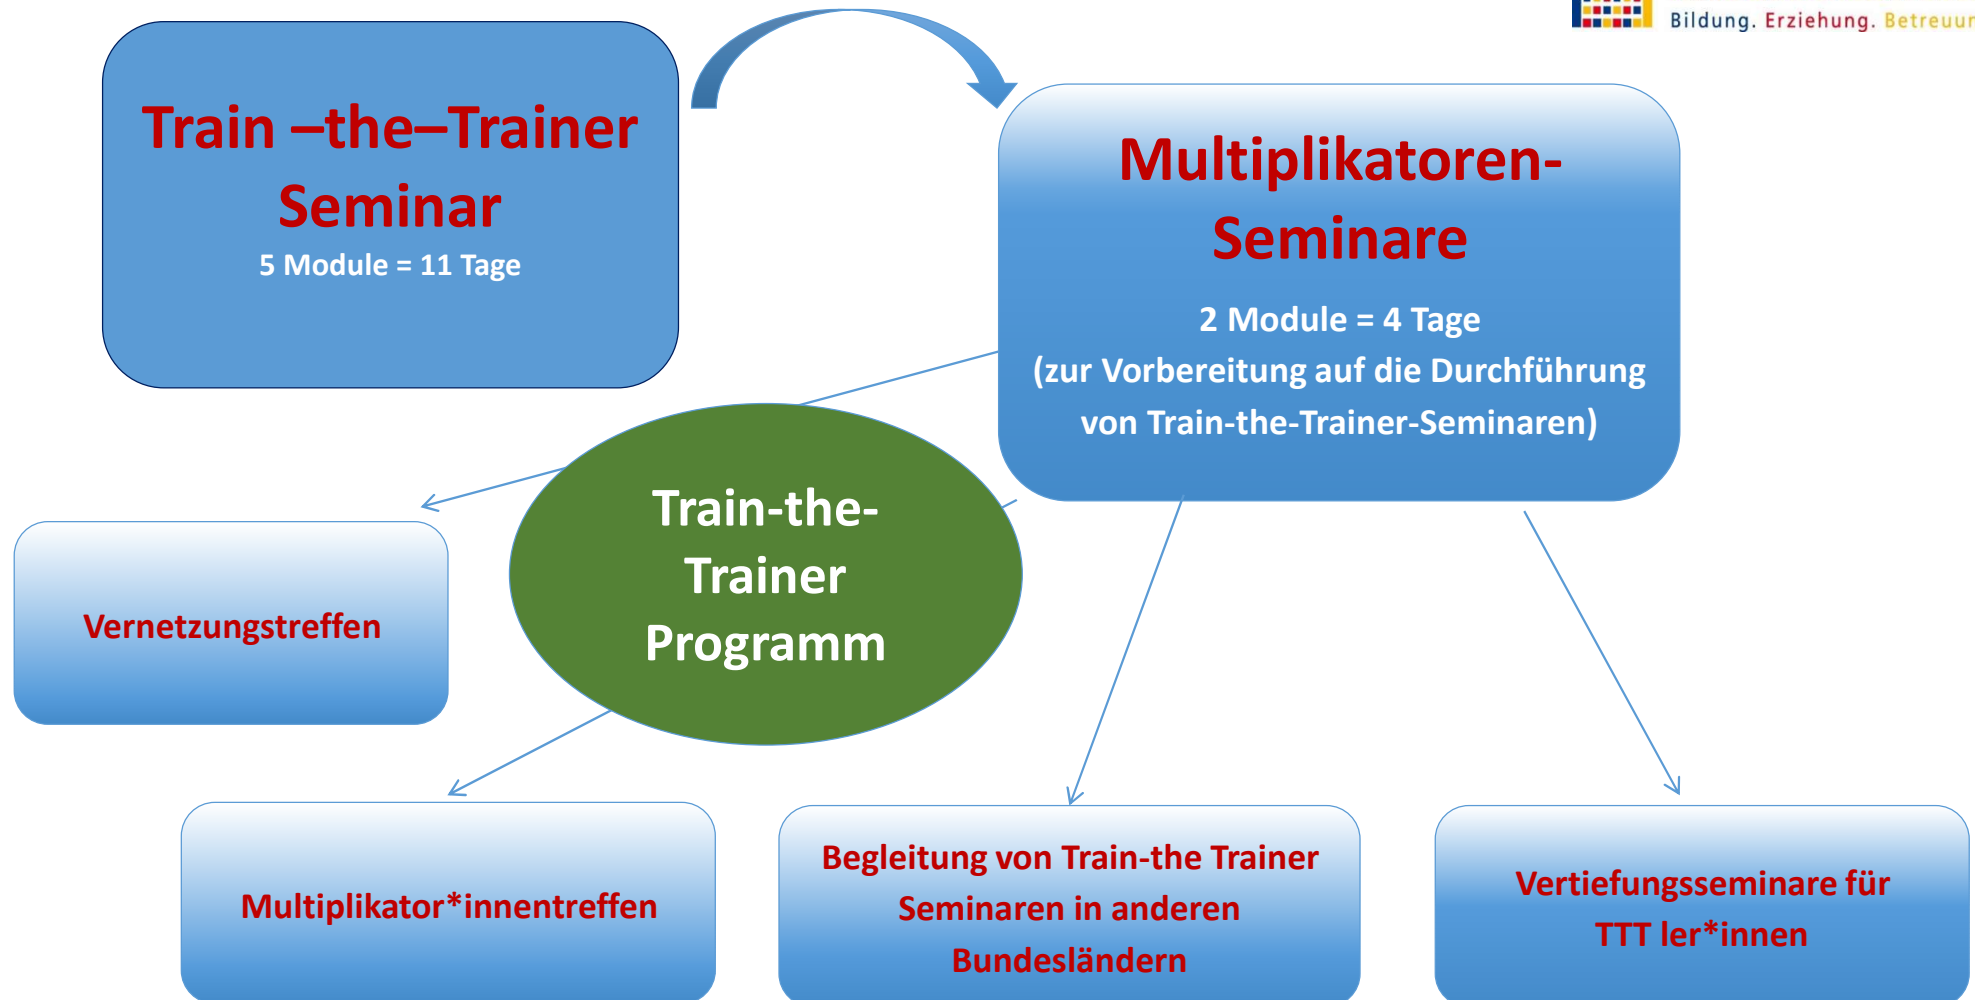 Bildung. Erziehung.
Train –the–Trainer
Seminar
5 Module = 11 Tage
Multiplikatoren-
Seminare
2 Module = 4 Tage
(zur Vorbereitung auf die Durchführung
von Train-the-Trainer-Seminaren)
Train-the-
Trainer
Programm
Vernetzungstreffen
Multiplikator*innentreffen
Begleitung von Train-the Trainer
Seminaren in anderen
Bundesländern
Vertiefungsseminare für
TTT ler*innen